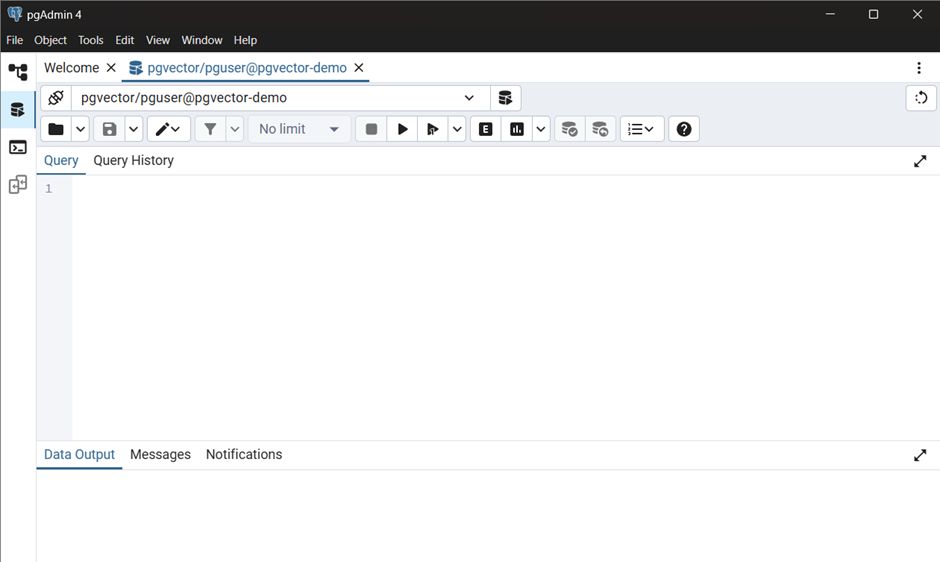 pgAdmin 4
File Object Tools Edit View Window Help
Welcome pgvector/pguser@pgvector-demo
pgvector/pguser@pgvector-demo
No limit E
Query Query History
1
Data Output Messages Notifications